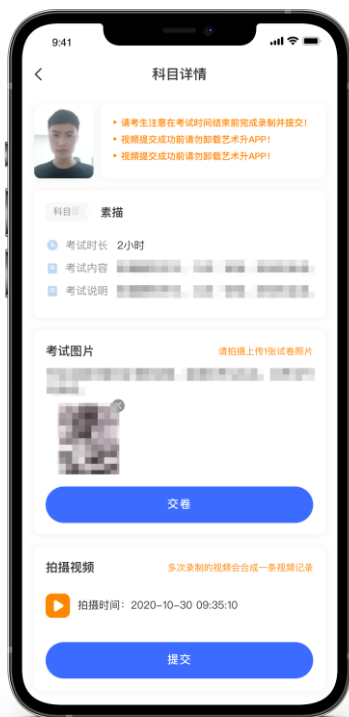 9:41
科目详情
• 请考生注意在考试时间结束前完成录制并提交!
• 视频提交成功前请勿卸载艺术升APP!
• 视频提交成功前请勿卸载艺术升APP!
科目 素描
考试时长 2小时
考试内容
考试说明
考试图片 请拍摄上传1张试卷照片
交卷
拍摄视频 多次录制的视频会合成一条视频记录
拍摄时间：2020-10-30 09:35:10
提交